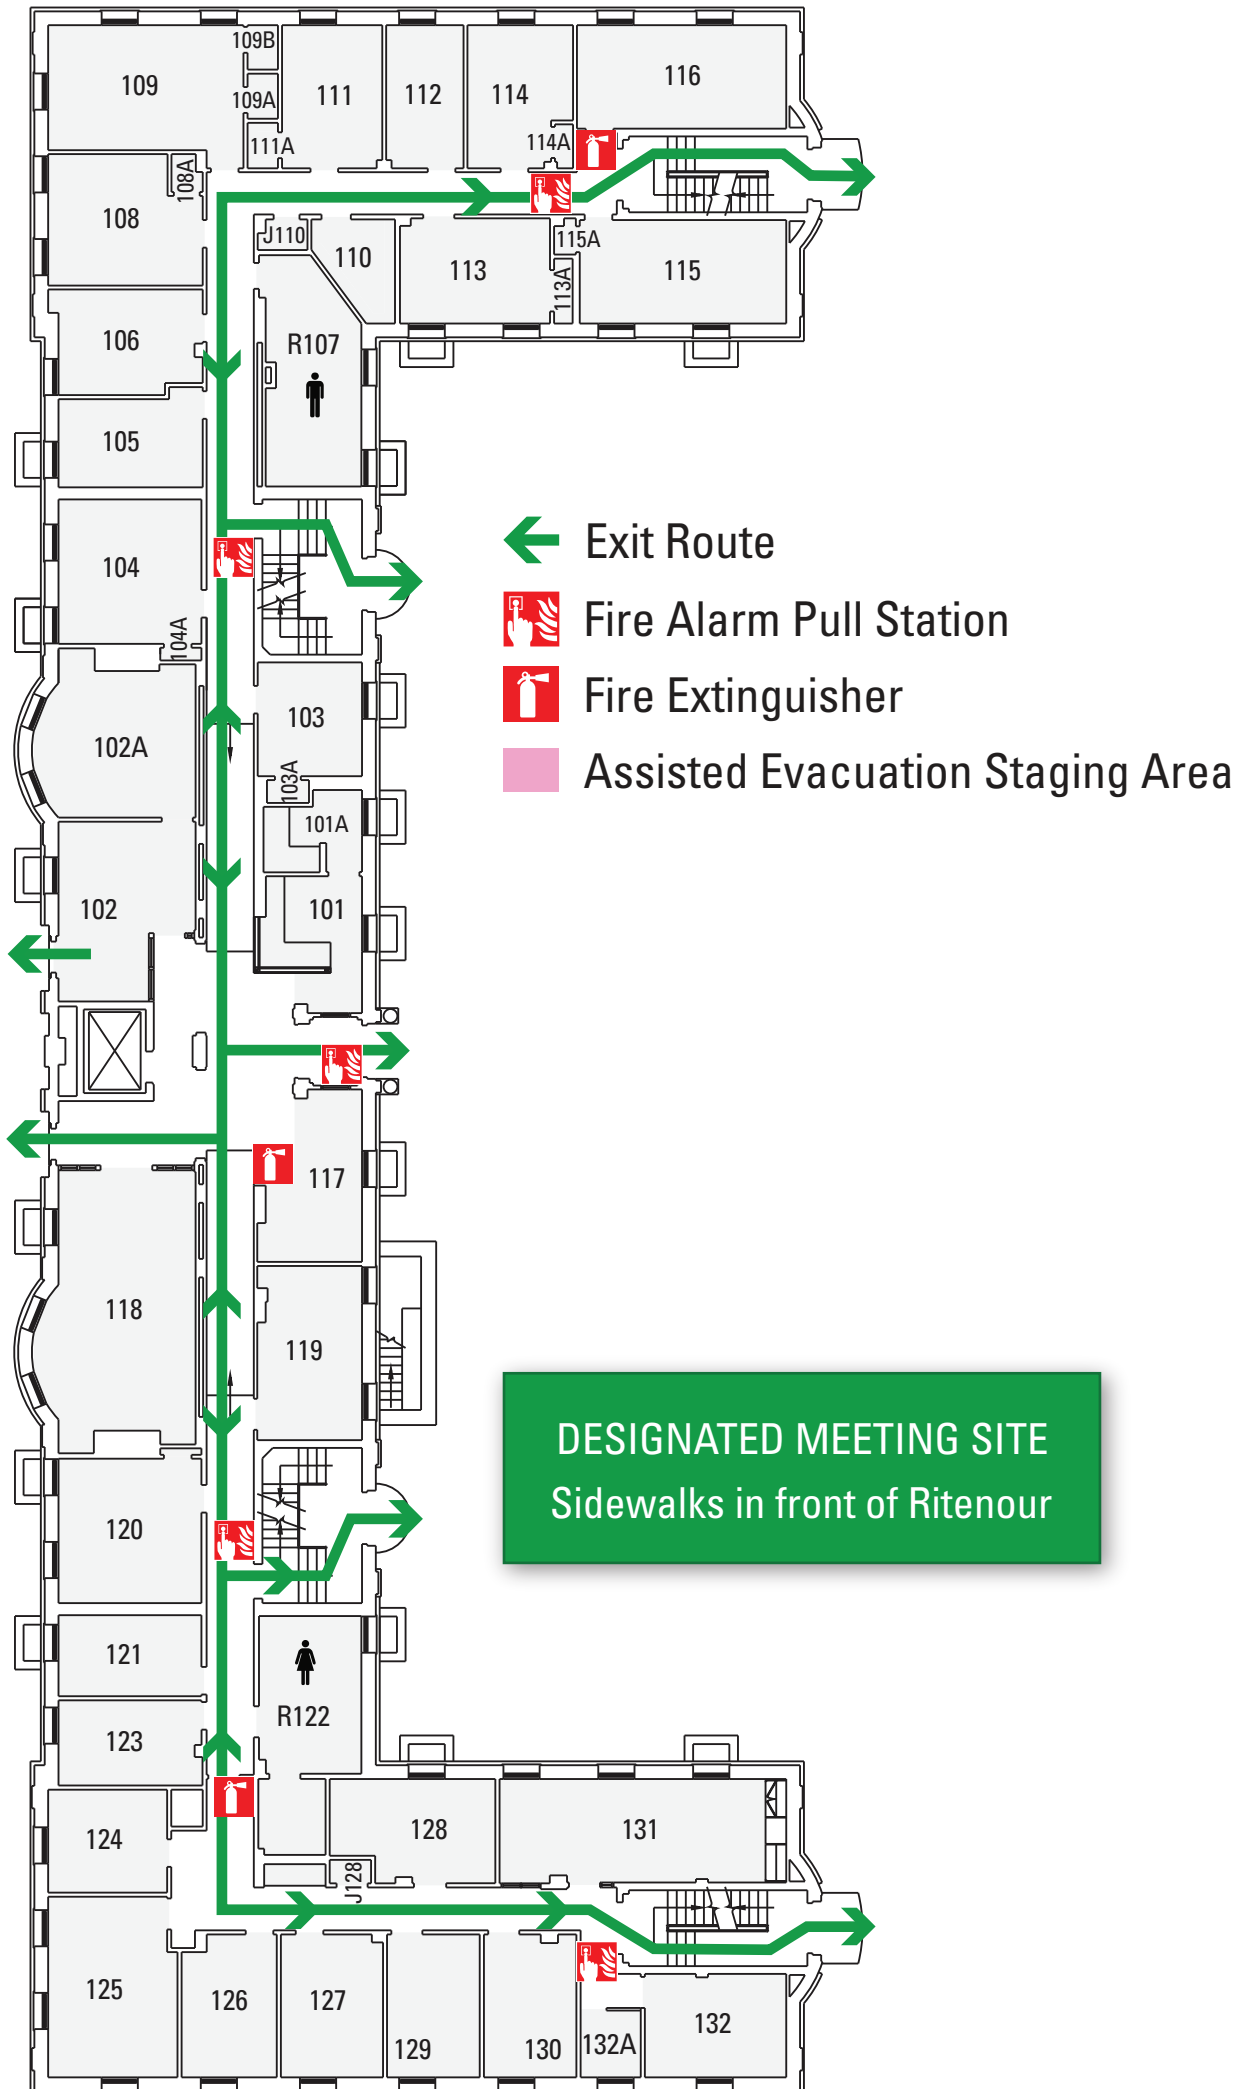 109B
109
109A
111
112
114
116
111A
114A
108A
108
J110
110
113
115A
113A
115
106
R107
105
104
104A
103
102A
103A
101A
102
101
Exit Route
Fire Alarm Pull Station
Fire Extinguisher
Assisted Evacuation Staging Area
117
118
119
DESIGNATED MEETING SITE
Sidewalks in front of Ritenour
120
121
R122
123
124
128
131
J128
125
126
127
129
130
132A
132